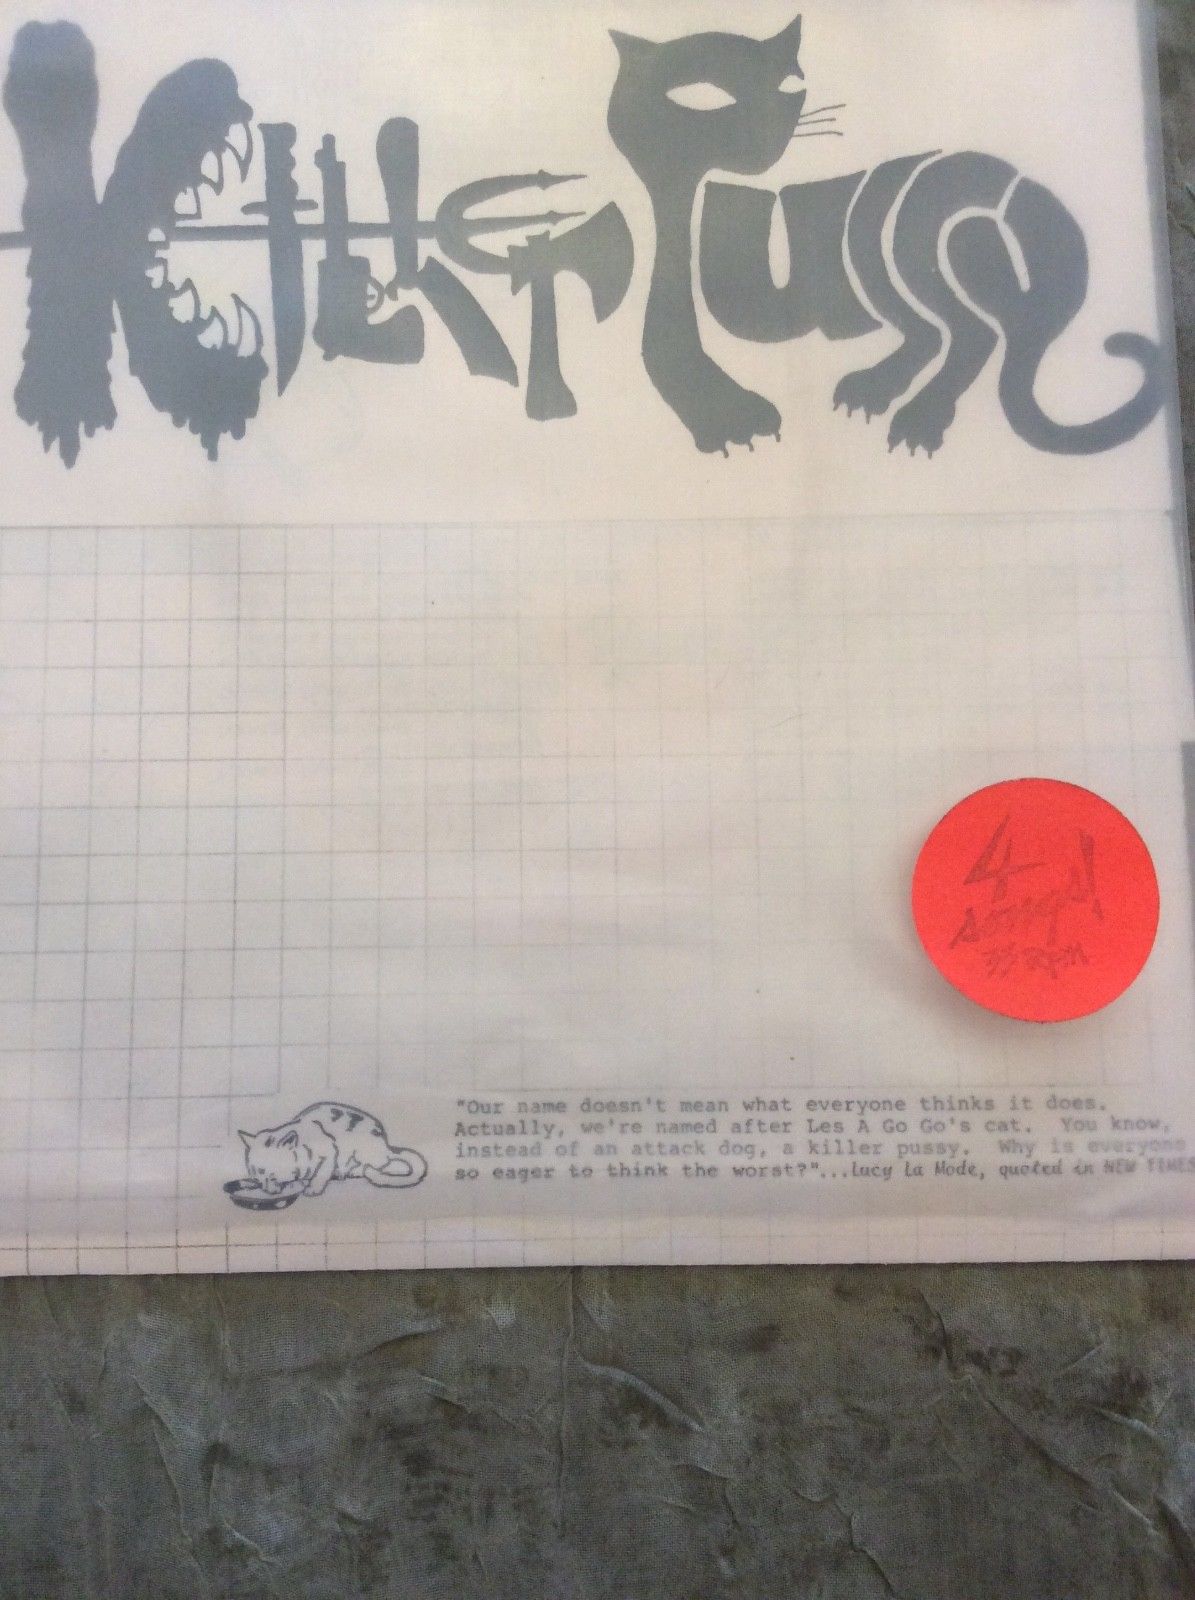 Killer Pussy
4
songs!
33 RPM
"Our name doesn't mean what everyone thinks it does.
Actually, we're named after Les A Go Go's cat. You know,
instead of an attack dog, a killer pussy. Why is everyone
so eager to think the worst?"...Lucy La Mode, quoted in NEW TIMES